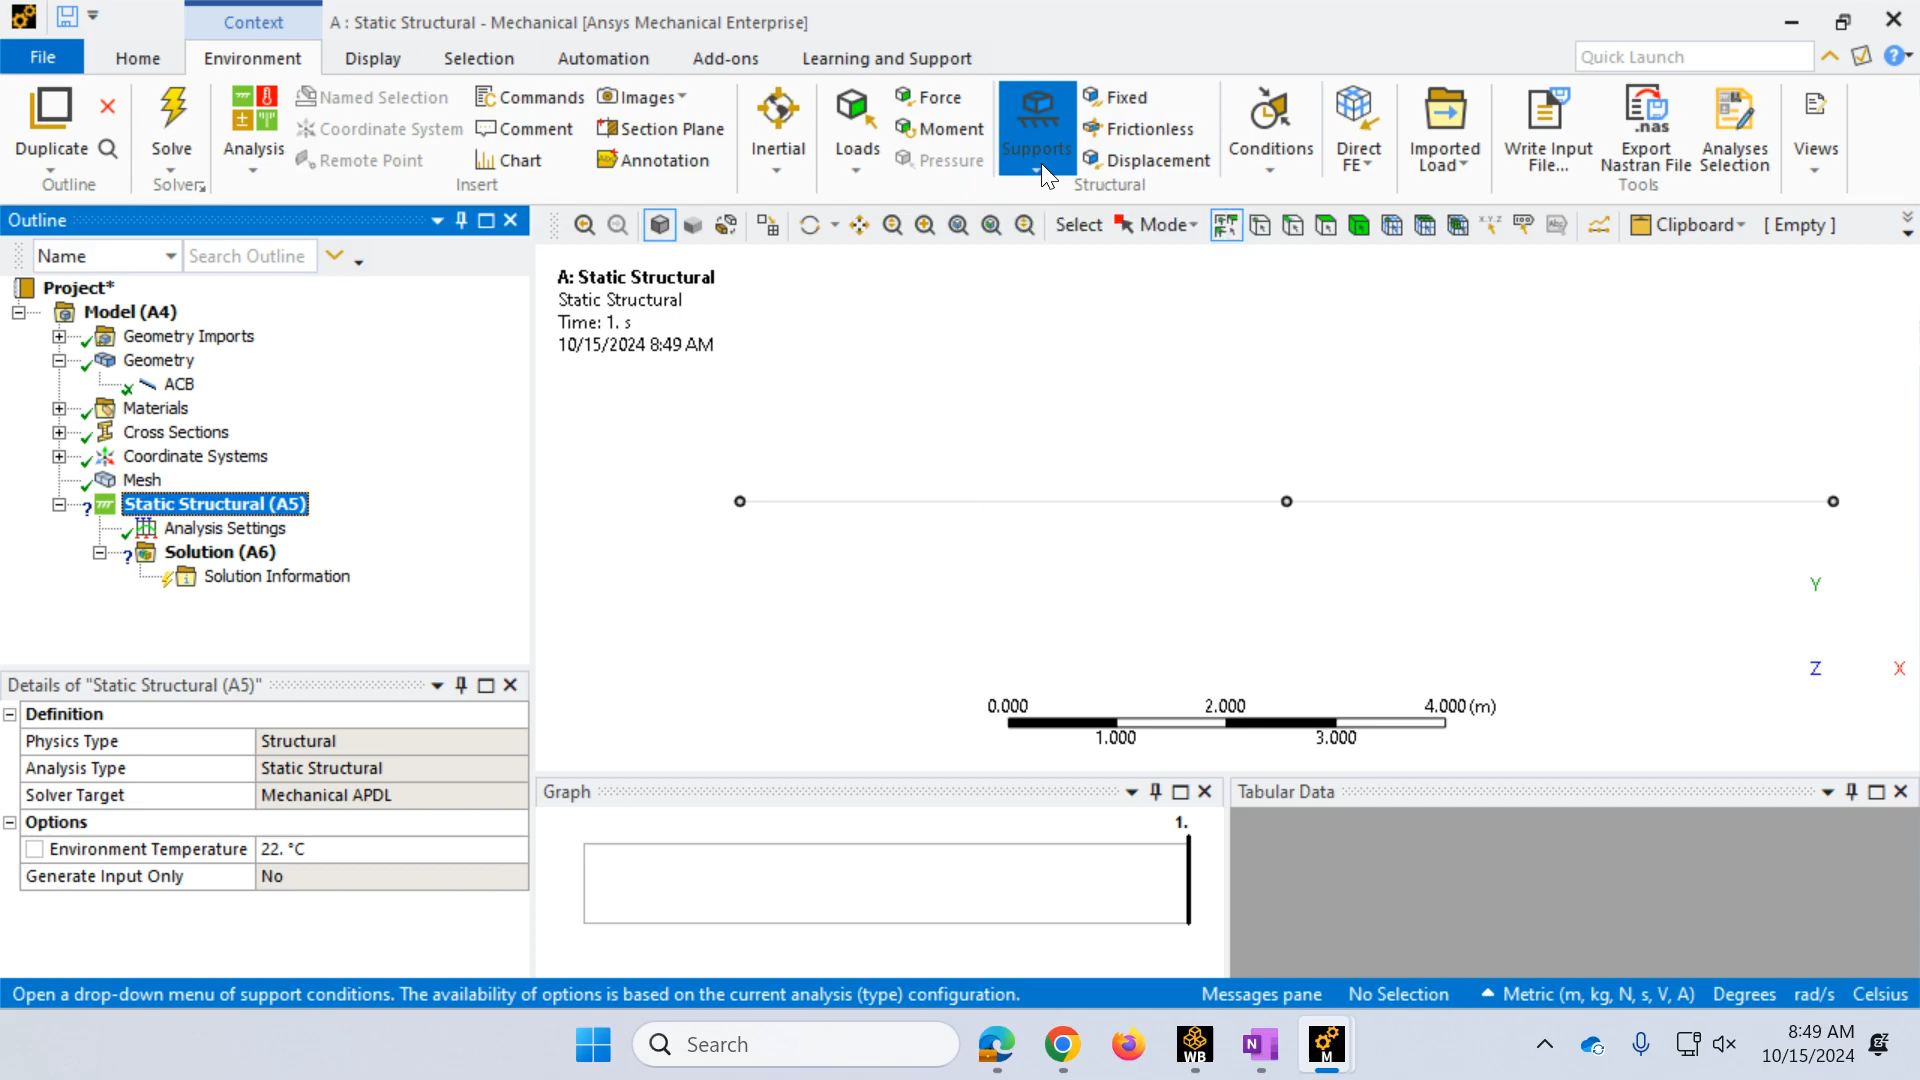 Context
A : Static Structural - Mechanical [Ansys Mechanical Enterprise]
File
Home
Environment
Display
Selection
Automation
Add-ons
Learning and Support
Quick Launch
Duplicate
Outline
Solve
Solver
Analysis
Named Selection
Coordinate System
Remote Point
Commands
Comment
Chart
Images
Section Plane
Annotation
Insert
Inertial
Loads
Force
Moment
Pressure
Supports
Fixed
Frictionless
Displacement
Structural
Conditions
Direct
FE
Imported
Load
Write Input
File...
.nas
Export
Nastran File
Analyses
Selection
Tools
Views
Outline
Name
Search Outline
Select
Mode
Clipboard
[ Empty ]
Project*
Model (A4)
Geometry Imports
Geometry
ACB
Materials
Cross Sections
Coordinate Systems
Mesh
Static Structural (A5)
Analysis Settings
Solution (A6)
Solution Information
A: Static Structural
Static Structural
Time: 1. s
10/15/2024 8:49 AM
Y
Z
X
0.000
2.000
4.000 (m)
1.000
3.000
Details of "Static Structural (A5)"
Definition
Physics Type
Structural
Analysis Type
Static Structural
Solver Target
Mechanical APDL
Options
Environment Temperature
22. °C
Generate Input Only
No
Graph
1.
Tabular Data
Open a drop-down menu of support conditions. The availability of options is based on the current analysis (type) configuration.
Messages pane
No Selection
Metric (m, kg, N, s, V, A)
Degrees
rad/s
Celsius
Search
WB
N
M
8:49 AM
10/15/2024